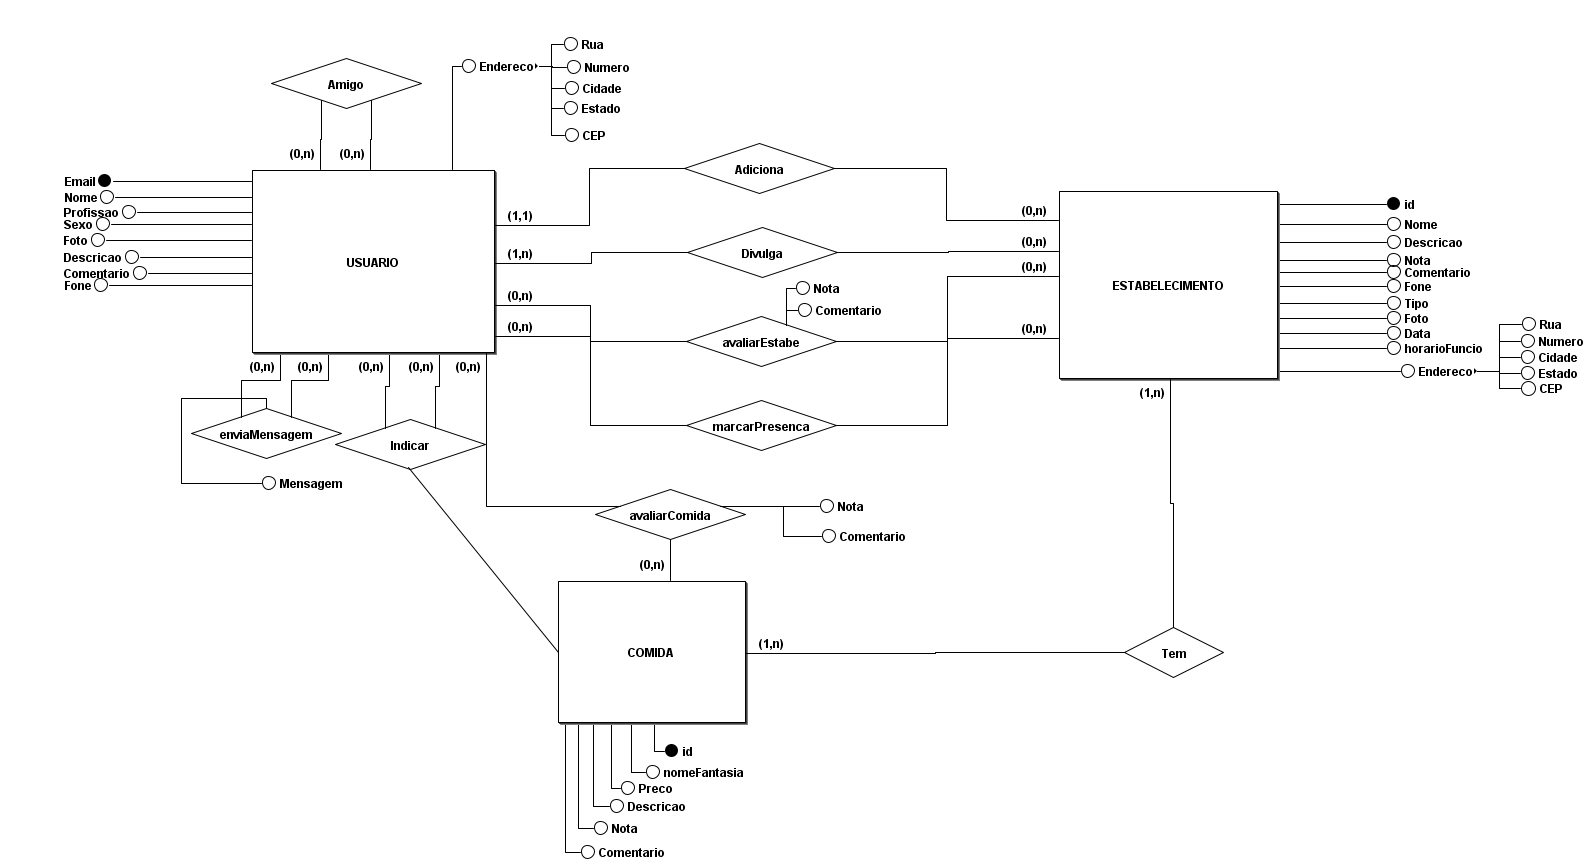 Rua
Endereco
Numero
Cidade
Estado
CEP
Amigo
(0,n)
(0,n)
Email
Nome
Profissao
Sexo
Foto
Descricao
Comentario
Fone
USUARIO
(1,1)
Adiciona
(0,n)
(1,n)
Divulga
(0,n)
(0,n)
(0,n)
Nota
Comentario
(0,n)
avaliarEstabe
(0,n)
marcarPresenca
ESTABELECIMENTO
id
Nome
Descricao
Nota
Comentario
Fone
Tipo
Foto
Data
horarioFuncio
Endereco
Rua
Numero
Cidade
Estado
CEP
(0,n)
(0,n)
(0,n)
(0,n)
(0,n)
(1,n)
enviaMensagem
Indicar
Mensagem
avaliarComida
Nota
Comentario
(0,n)
COMIDA
(1,n)
Tem
id
nomeFantasia
Preco
Descricao
Nota
Comentario